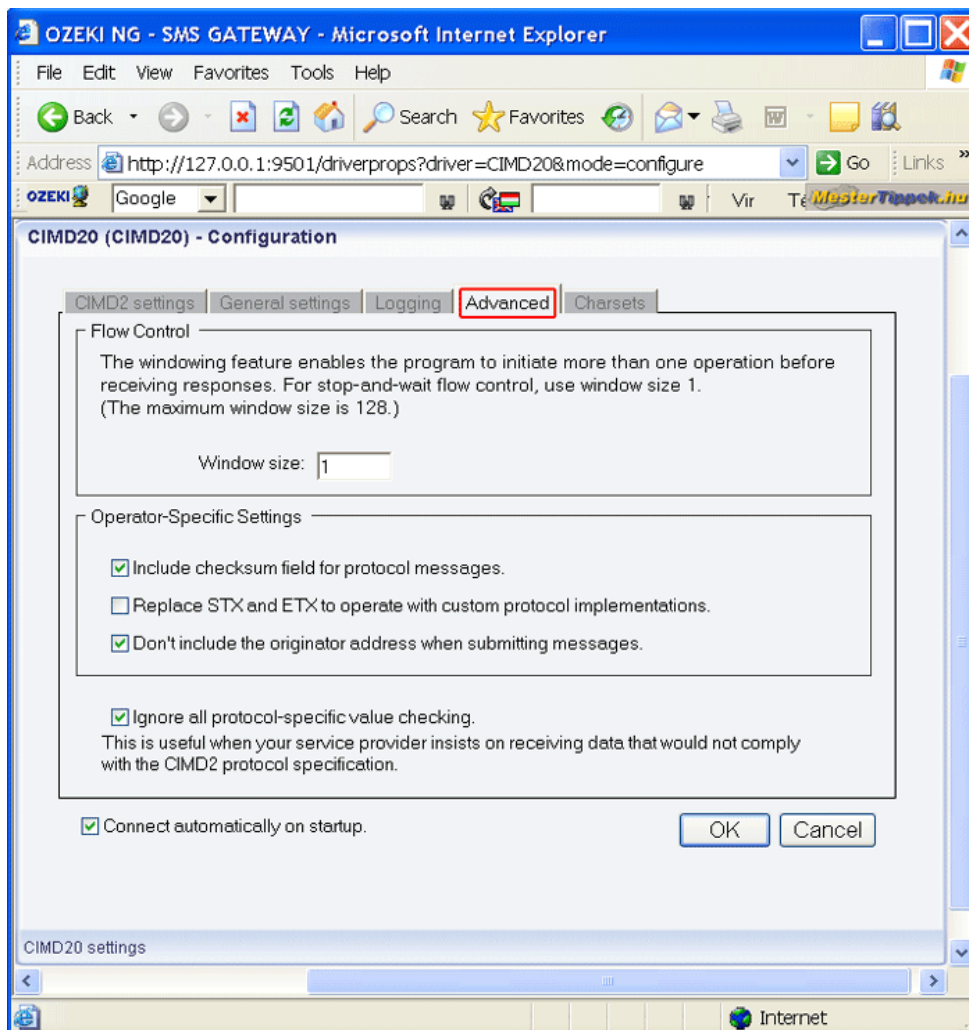 OZEKI NG - SMS GATEWAY - Microsoft Internet Explorer
File Edit View Favorites Tools Help
Back Search Favorites
Address http://127.0.0.1:9501/driverprops?driver=CIMD20&mode=configure Go Links »
OZEKI Google Vir MesterTippek.hu
CIMD20 (CIMD20) - Configuration
CIMD2 settings General settings Logging Advanced Charsets
Flow Control
The windowing feature enables the program to initiate more than one operation before
receiving responses. For stop-and-wait flow control, use window size 1.
(The maximum window size is 128.)
Window size: 1
Operator-Specific Settings
Include checksum field for protocol messages.
Replace STX and ETX to operate with custom protocol implementations.
Don't include the originator address when submitting messages.
Ignore all protocol-specific value checking.
This is useful when your service provider insists on receiving data that would not comply
with the CIMD2 protocol specification.
Connect automatically on startup.
OK Cancel
CIMD20 settings
Internet